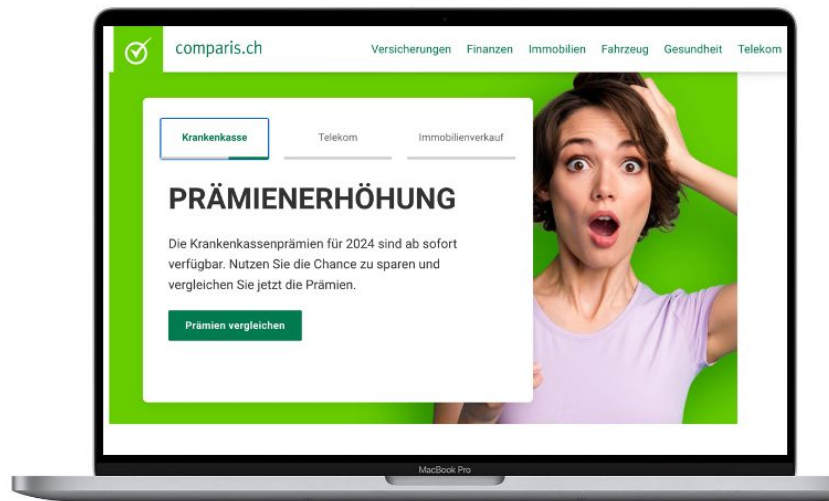 comparis.ch
Versicherungen Finanzen Immobilien Fahrzeug Gesundheit Telekom
Krankenkasse Telekom Immobilienverkauf
PRÄMIENERHÖHUNG
Die Krankenkassenprämien für 2024 sind ab sofort
verfügbar. Nutzen Sie die Chance zu sparen und
vergleichen Sie jetzt die Prämien.
Prämien vergleichen
MacBook Pro